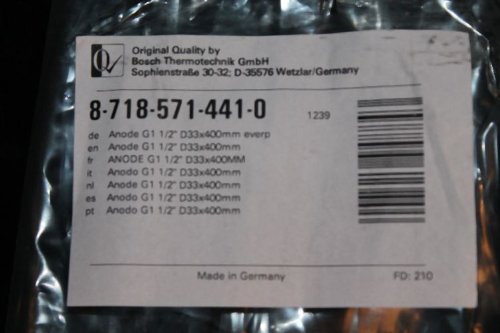 Original Quality by
Bosch Thermotechnik GmbH
Sophienstraße 30-32; D-35576 Wetzlar/Germany
8-718-571-441-0 1239
de Anode G1 1/2" D33x400mm everp
en Anode G1 1/2" D33x400mm
fr ANODE G1 1/2" D33X400MM
it Anodo G1 1/2" D33x400mm
nl Anode G1 1/2" D33x400mm
es Anodo G1 1/2" D33x400mm
pt Anodo G1 1/2" D33x400mm
Made in Germany FD: 210